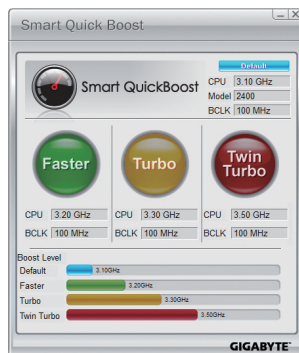 Smart Quick Boost
Default
Smart QuickBoost
CPU 3.10 GHz
Model 2400
BCLK 100 MHz
Faster
Turbo
Twin
Turbo
CPU 3.20 GHz CPU 3.30 GHz CPU 3.50 GHz
BCLK 100 MHz BCLK 100 MHz BCLK 100 MHz
Boost Level
Default 3.10GHz
Faster 3.20GHz
Turbo 3.30GHz
Twin Turbo 3.50GHz
GIGABYTE